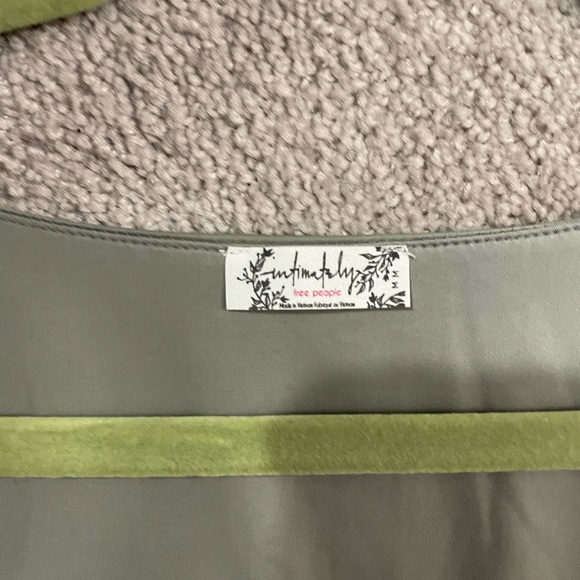 intimately
free people
Made in Vietnam Fabriqué au Vietnam
M M